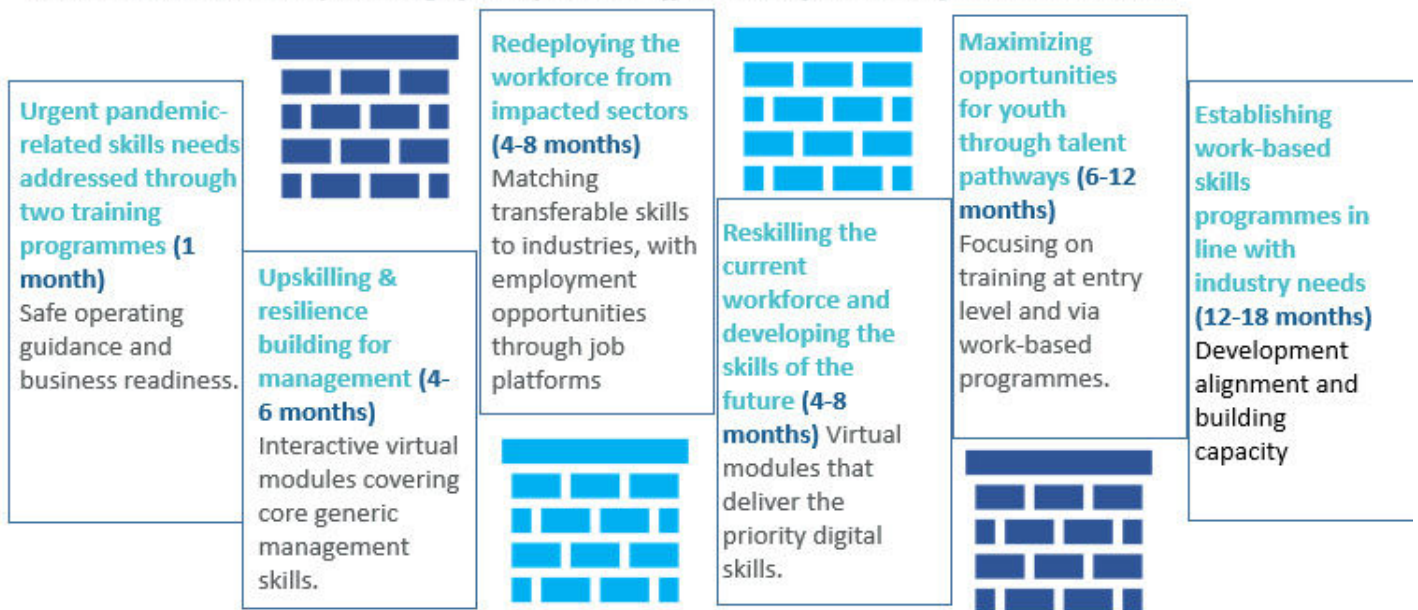 Urgent pandemic-
related skills needs
addressed through
two training
programmes (1
month)
Safe operating
guidance and
business readiness.
Upskilling &
resilience
building for
management (4-
6 months)
Interactive virtual
modules covering
core generic
management
skills.
Redeploying the
workforce from
impacted sectors
(4-8 months)
Matching
transferable skills
to industries, with
employment
opportunities
through job
platforms
Reskilling the
current
workforce and
developing the
skills of the
future (4-8
months) Virtual
modules that
deliver the
priority digital
skills.
Maximizing
opportunities
for youth
through talent
pathways (6-12
months)
Focusing on
training at entry
level and via
work-based
programmes.
Establishing
work-based
skills
programmes in
line with
industry needs
(12-18 months)
Development
alignment and
building
capacity